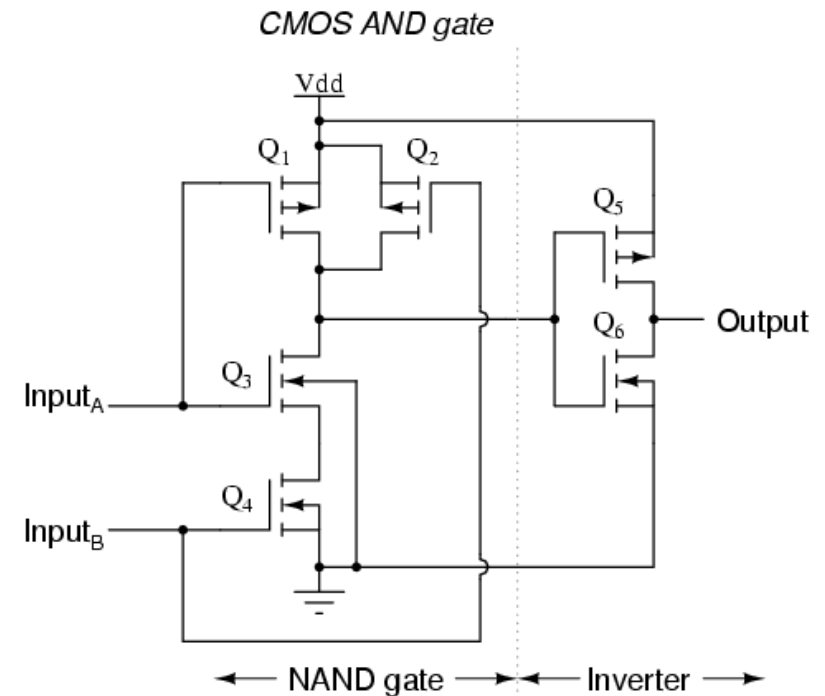 CMOS AND gate
Vdd
Q1
Q2
Q5
Q6
Output
Q3
InputA
Q4
InputB
NAND gate
Inverter